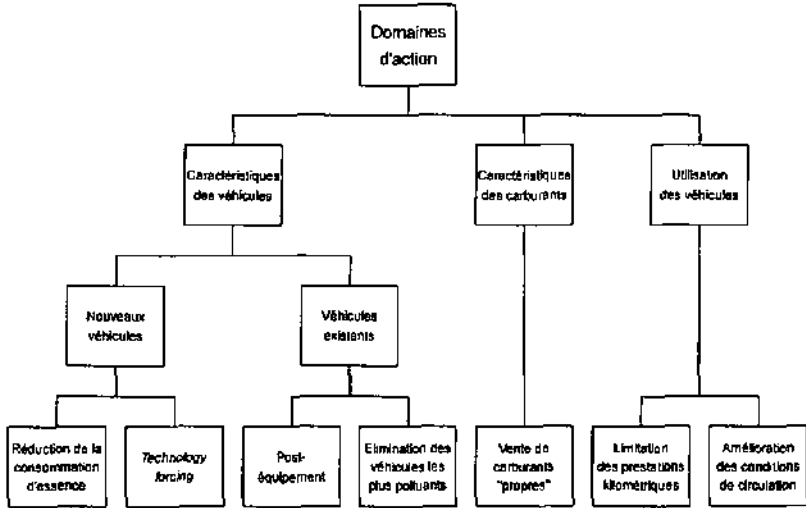 Domaines
d'action
Caractéristiques
des véhicules
Caractéristiques
des carburants
Utilisation
des véhicules
Nouveaux
véhicules
Véhicules
existants
Réduction de la
consommation
d'essence
Technology
forcing
Post-
équipement
Elimination des
véhicules les
plus polluants
Vente de
carburants
"propres"
Limitation
des prestations
kilométriques
Amélioration
des conditions
de circulation